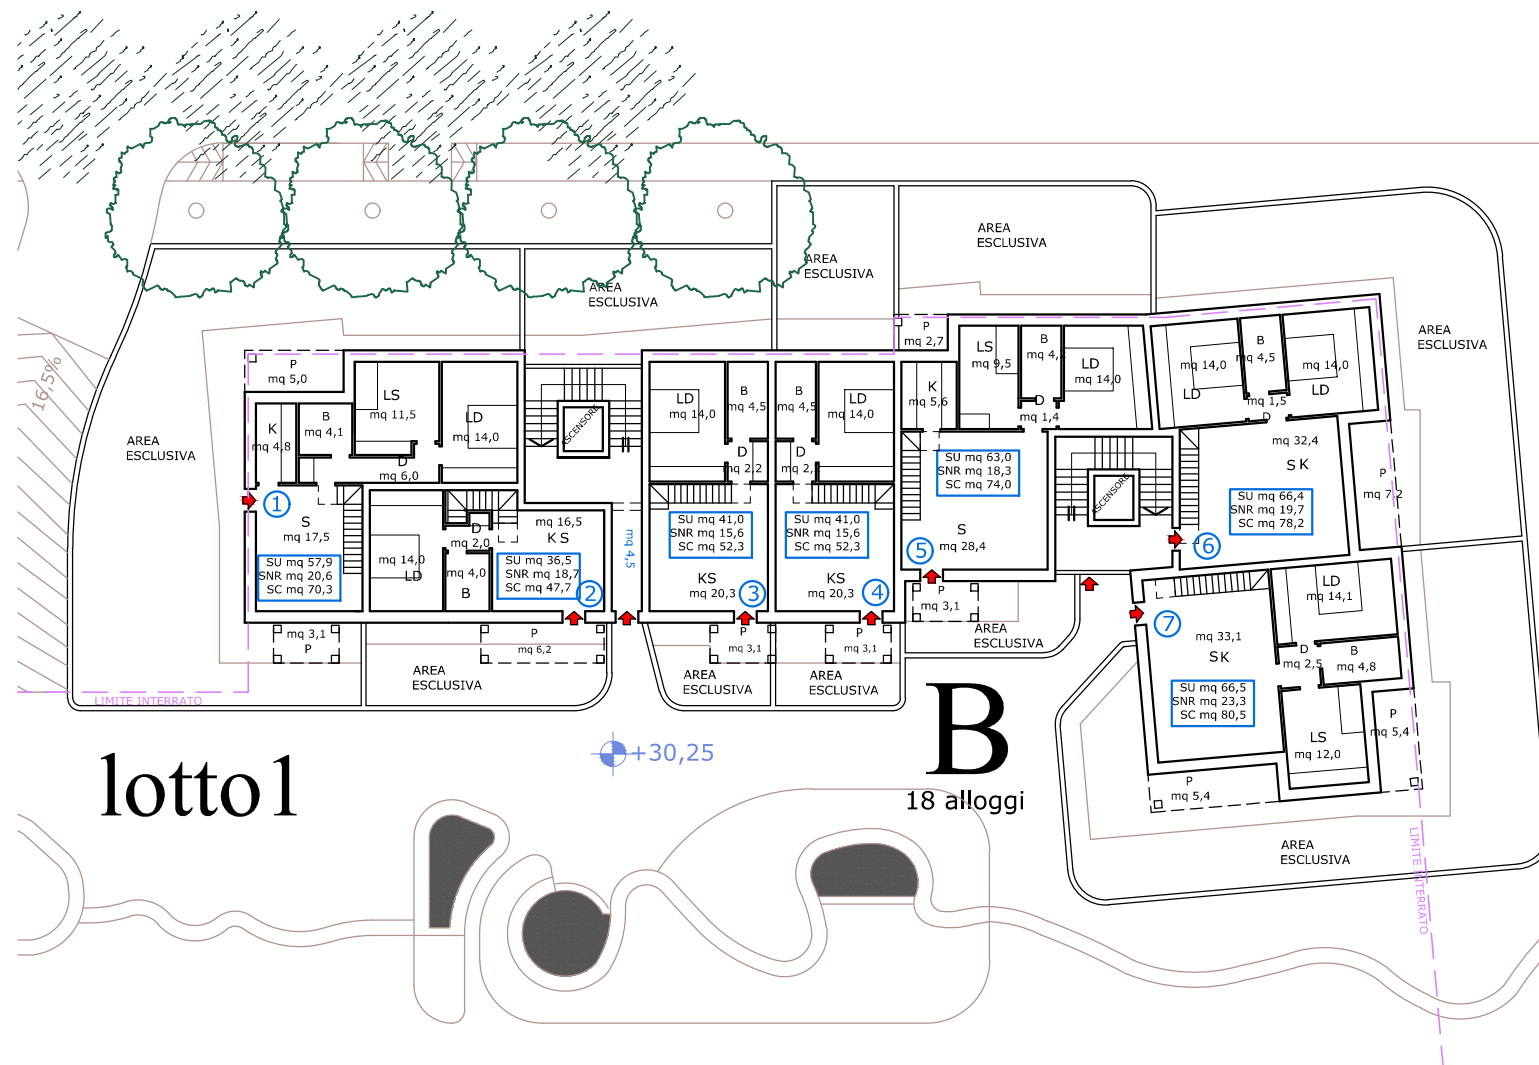 AREA
ESCLUSIVA
AREA
ESCLUSIVA
AREA
ESCLUSIVA
AREA
ESCLUSIVA
AREA
ESCLUSIVA
16,5%
P
mq 5,0
K
mq 4,8
B
mq 4,1
LS
mq 11,5
LD
mq 14,0
D
mq 6,0
1
S
mq 17,5
SU mq 57,9
SNR mq 20,6
SC mq 70,3
mq 3,1
P
ASCENSORE
mq 14,0
LD
D
mq 2,0
mq 4,0
B
mq 16,5
KS
SU mq 36,5
SNR mq 18,7
SC mq 47,7
2
P
mq 6,2
mq 4,5
LD
mq 14,0
B
mq 4,5
D
mq 2,2
SU mq 41,0
SNR mq 15,6
SC mq 52,3
KS
mq 20,3
3
P
mq 3,1
B
mq 4,5
LD
mq 14,0
D
mq 2,
SU mq 41,0
SNR mq 15,6
SC mq 52,3
KS
mq 20,3
4
P
mq 3,1
P
mq 2,7
K
mq 5,6
LS
mq 9,5
B
mq 4,
LD
mq 14,0
D
mq 1,4
SU mq 63,0
SNR mq 18,3
SC mq 74,0
S
mq 28,4
5
P
mq 3,1
ASCENSORE
mq 14,0
LD
B
mq 4,5
mq 14,0
LD
mq 1,5
D
mq 32,4
SK
SU mq 66,4
SNR mq 19,7
SC mq 78,2
6
P
mq 7,2
7
LD
mq 14,1
mq 33,1
SK
D
mq 2,5
B
mq 4,8
SU mq 66,5
SNR mq 23,3
SC mq 80,5
LS
mq 12,0
P
mq 5,4
P
mq 5,4
AREA
ESCLUSIVA
AREA
ESCLUSIVA
AREA
ESCLUSIVA
AREA
ESCLUSIVA
AREA
ESCLUSIVA
AREA
ESCLUSIVA
LIMITE INTERRATO
LIMITE INTERRATO
lotto1
+30,25
B
18 alloggi